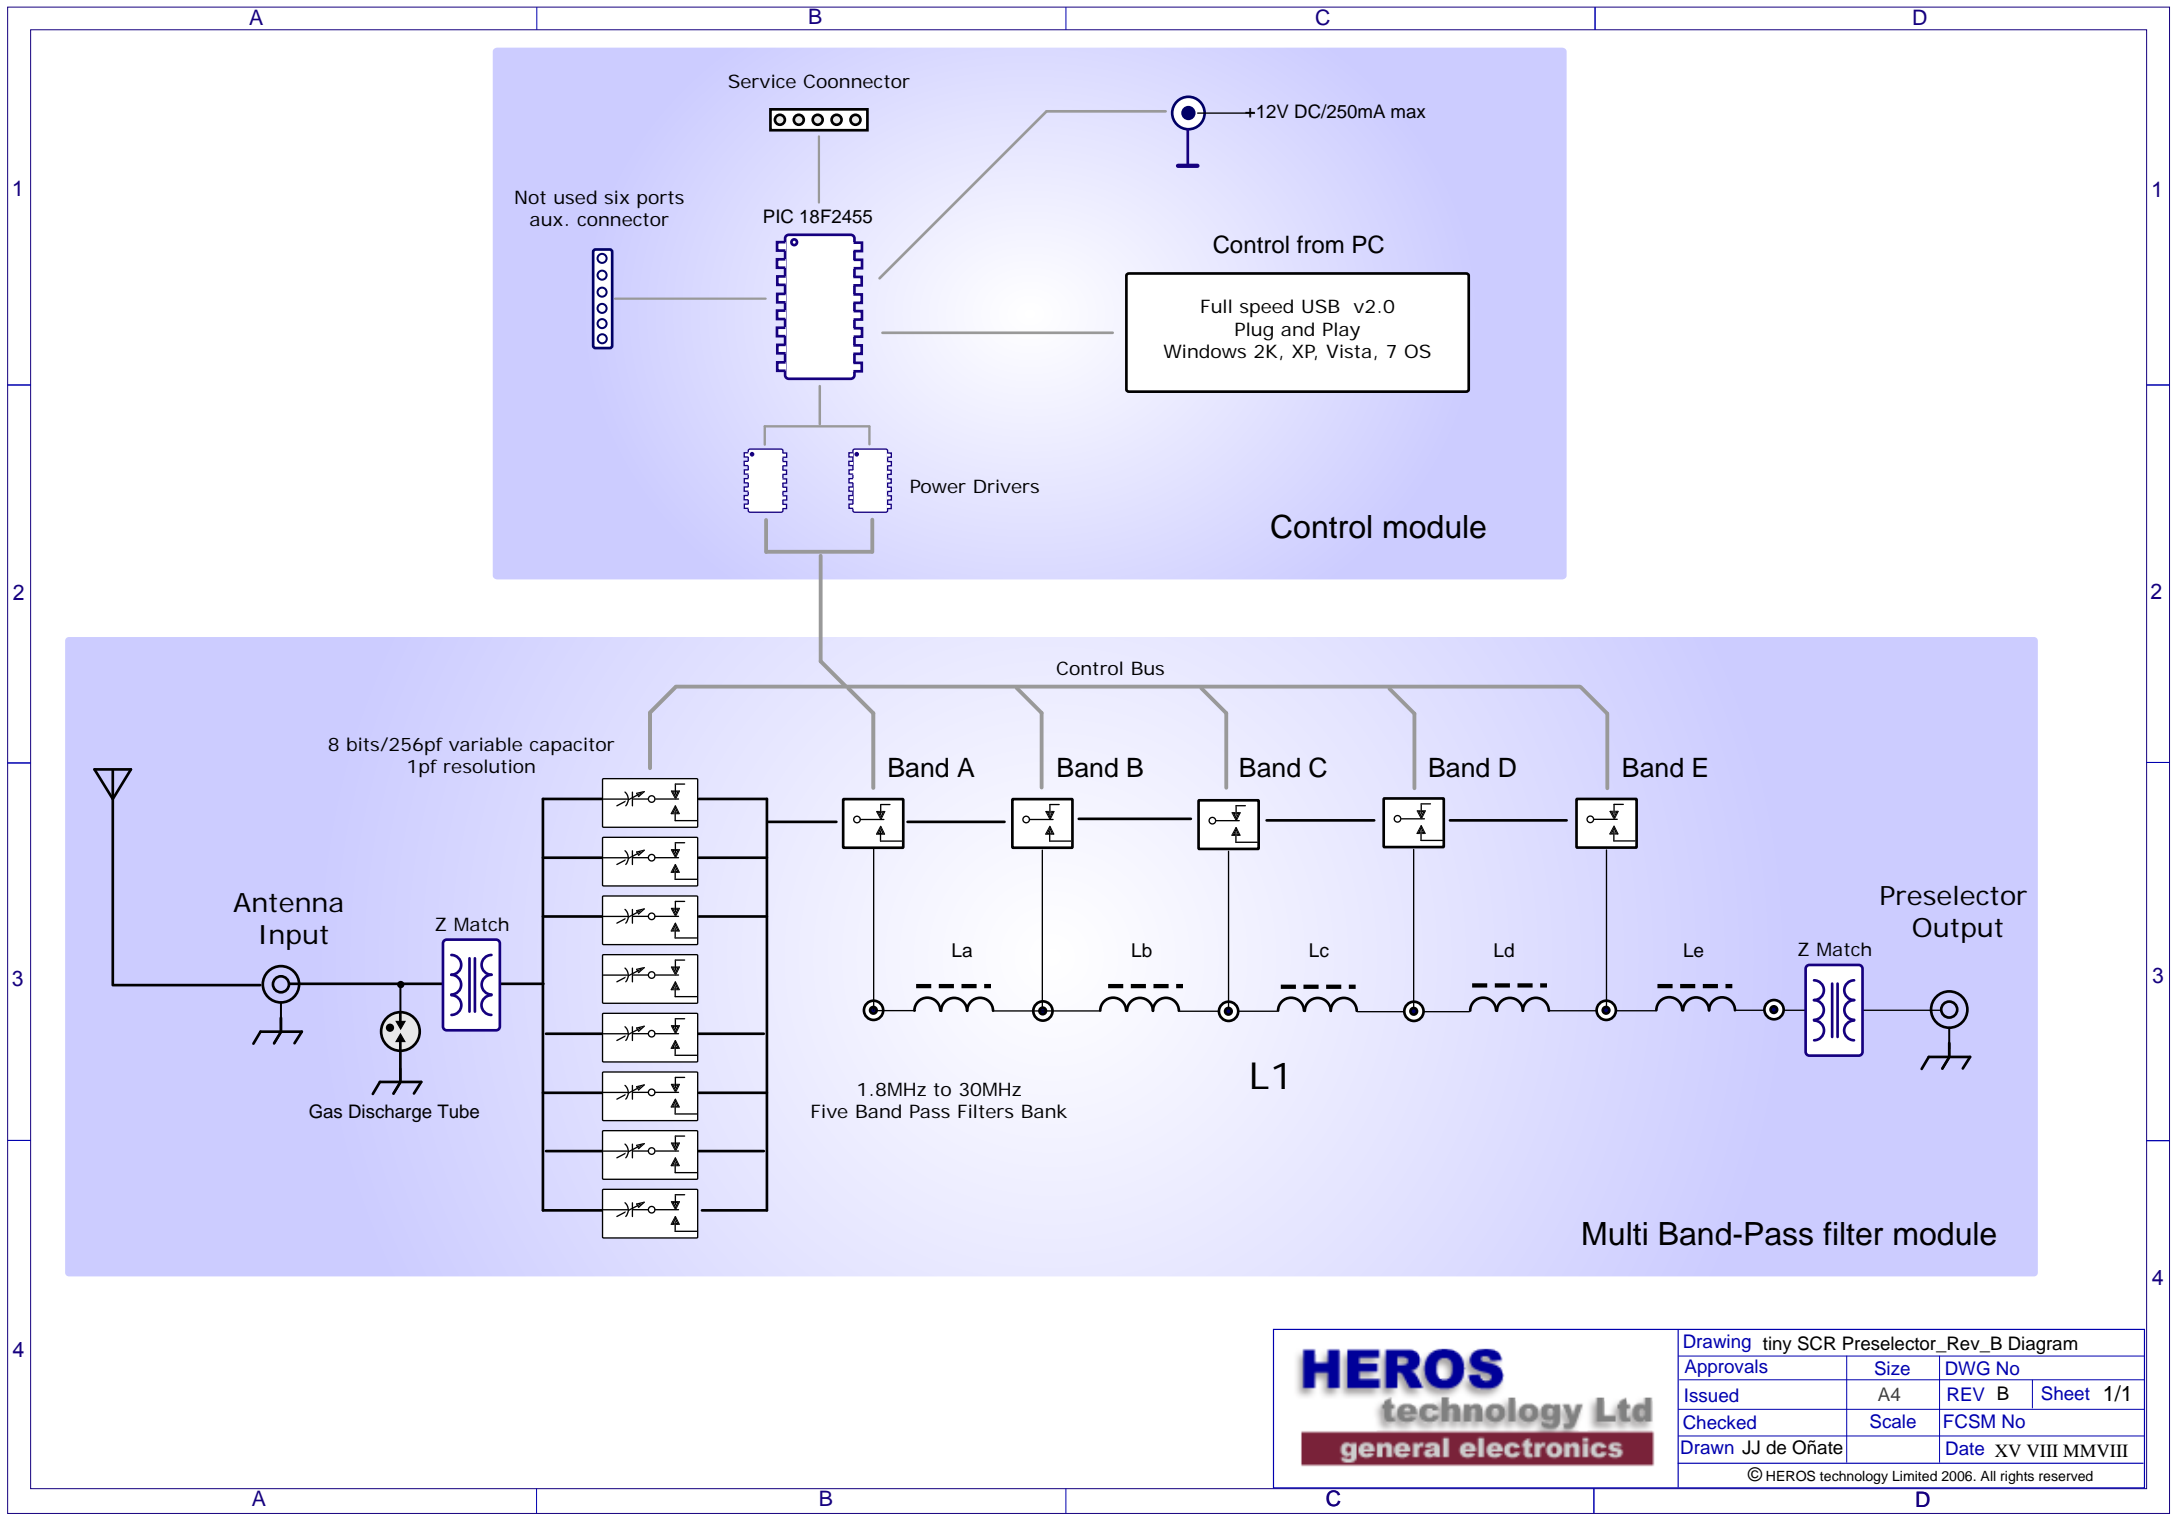 A
B
C
D
Service Coonnector
+12V DC/250mA max
1
1
Not used six ports
aux. connector
PIC 18F2455
Control from PC
Full speed USB  v2.0
Plug and Play
Windows 2K, XP, Vista, 7 OS
Power Drivers
Control module
2
2
Control Bus
8 bits/256pf variable capacitor
1pf resolution
Band A
Band B
Band C
Band D
Band E
Antenna
Input
Z Match
La
Lb
Lc
Ld
Le
Z Match
Preselector
Output
3
3
L1
Gas Discharge Tube
1.8MHz to 30MHz
Five Band Pass Filters Bank
Multi Band-Pass filter module
4
4
HEROS
technology Ltd
general electronics
Drawing tiny SCR Preselector_Rev_B Diagram
Approvals Size DWG No
Issued A4 REV B Sheet 1/1
Checked Scale FCSM No
Drawn JJ de Oñate Date XV VIII MMVIII
© HEROS technology Limited 2006. All rights reserved
A
B
C
D